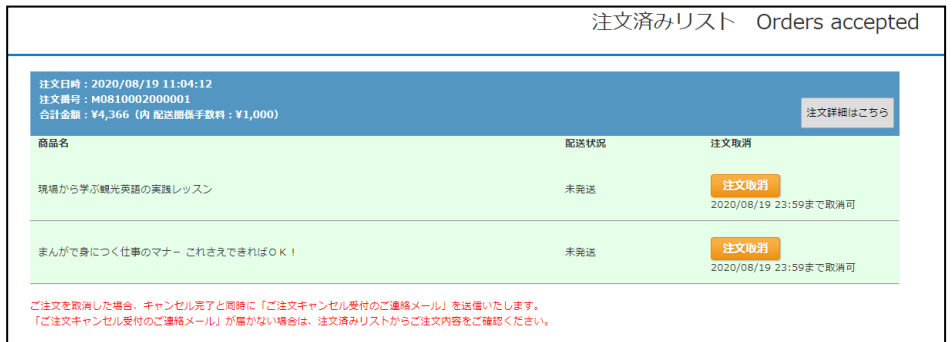 注文済みリスト Orders accepted
注文日時：2020/08/19 11:04:12
注文番号：M0810002000001
合計金額：¥4,366（内 配送関係手数料：¥1,000）
注文詳細はこちら
商品名 配送状況 注文取消
現場から学ぶ観光英語の実践レッスン 未発送 注文取消
2020/08/19 23:59まで取消可
まんがで身につく仕事のマナー これさえできればＯＫ！ 未発送 注文取消
2020/08/19 23:59まで取消可
ご注文を取消した場合、キャンセル完了と同時に「ご注文キャンセル受付のご連絡メール」を送信いたします。
「ご注文キャンセル受付のご連絡メール」が届かない場合は、注文済みリストからご注文内容をご確認ください。